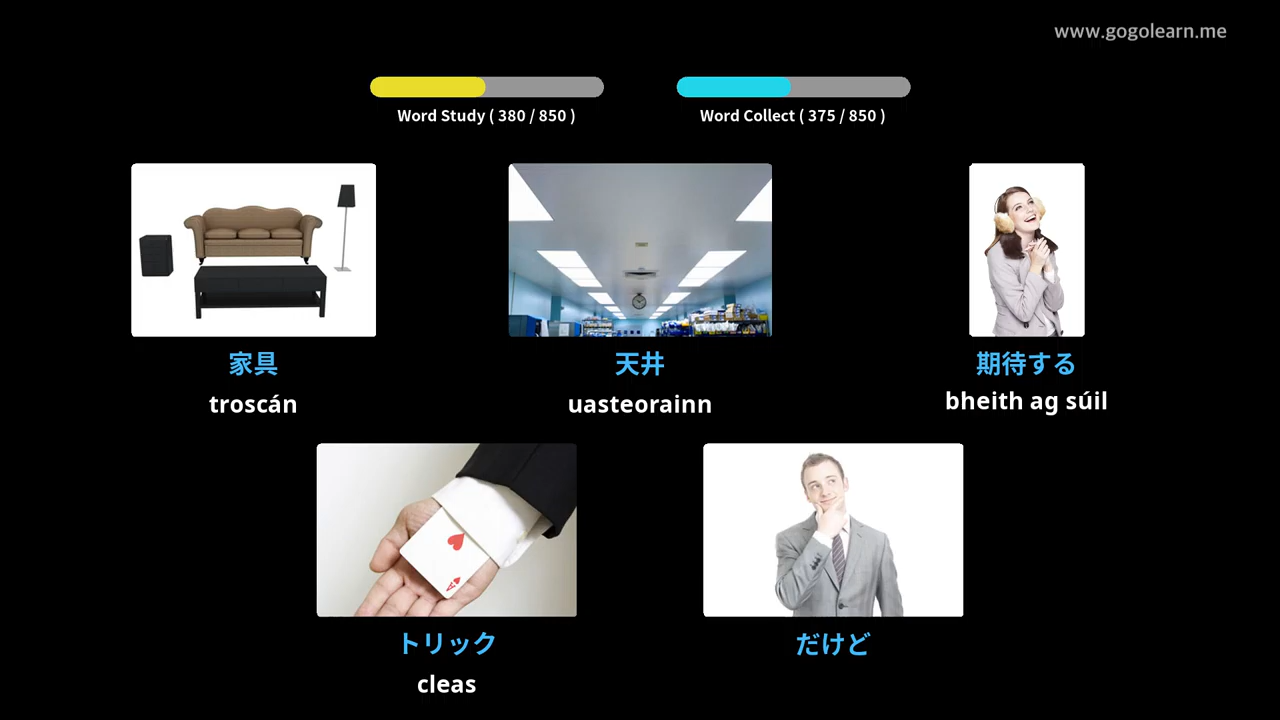 www.gogolearn.me
Word Study ( 380 / 850 )
Word Collect ( 375 / 850 )
家具
troscán
天井
uasteorainn
期待する
bheith ag súil
トリック
cleas
だけど